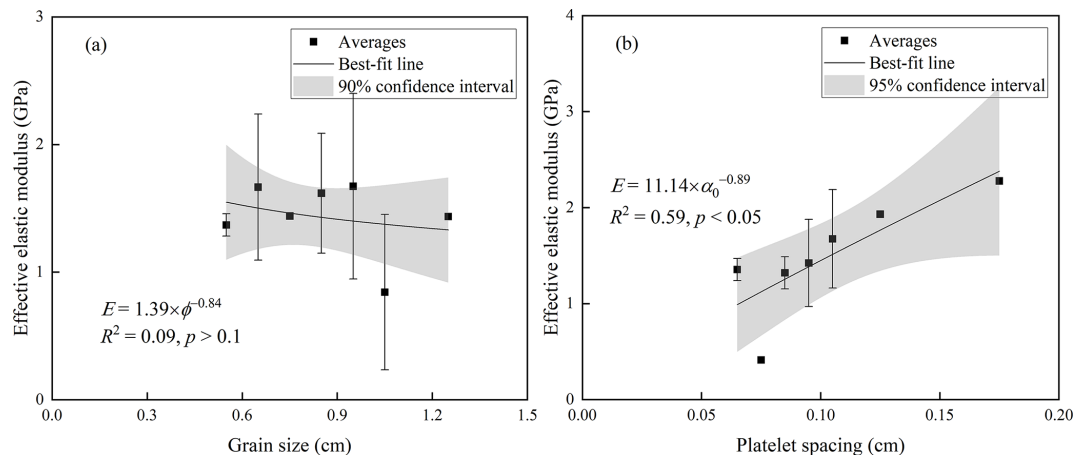 (a)
Averages
Best-fit line
90% confidence interval
E = 1.39×ϕ^−0.84
R² = 0.09, p > 0.1
Effective elastic modulus (GPa)
3
2
1
0
0.0 0.3 0.6 0.9 1.2 1.5
Grain size (cm)
(b)
Averages
Best-fit line
95% confidence interval
E = 11.14×α₀^−0.89
R² = 0.59, p < 0.05
Effective elastic modulus (GPa)
4
3
2
1
0
0.00 0.05 0.10 0.15 0.20
Platelet spacing (cm)